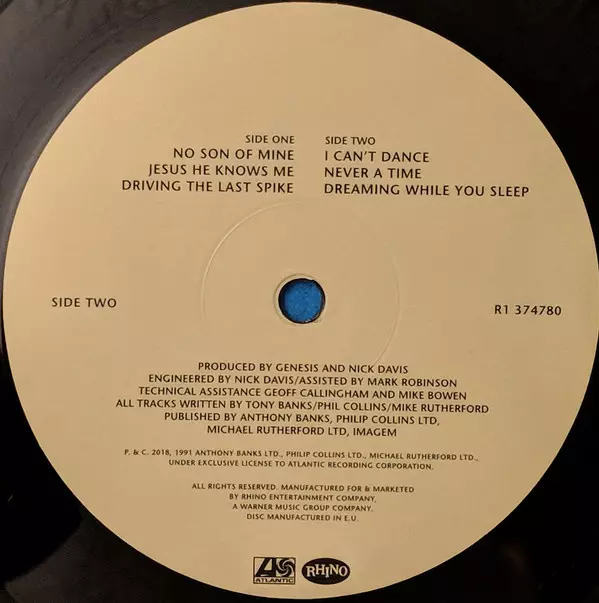 SIDE ONE
NO SON OF MINE
JESUS HE KNOWS ME
DRIVING THE LAST SPIKE
SIDE TWO
I CAN'T DANCE
NEVER A TIME
DREAMING WHILE YOU SLEEP
SIDE TWO
R1 374780
PRODUCED BY GENESIS AND NICK DAVIS
ENGINEERED BY NICK DAVIS/ASSISTED BY MARK ROBINSON
TECHNICAL ASSISTANCE GEOFF CALLINGHAM AND MIKE BOWEN
ALL TRACKS WRITTEN BY TONY BANKS/PHIL COLLINS/MIKE RUTHERFORD
PUBLISHED BY ANTHONY BANKS, PHILIP COLLINS LTD,
MICHAEL RUTHERFORD LTD, IMAGEM
P. & C. 2018, 1991 ANTHONY BANKS LTD., PHILIP COLLINS LTD., MICHAEL RUTHERFORD LTD.,
UNDER EXCLUSIVE LICENSE TO ATLANTIC RECORDING CORPORATION.
ALL RIGHTS RESERVED. MANUFACTURED FOR & MARKETED
BY RHINO ENTERTAINMENT COMPANY,
A WARNER MUSIC GROUP COMPANY.
DISC MANUFACTURED IN E.U.
ATLANTIC
RHINO